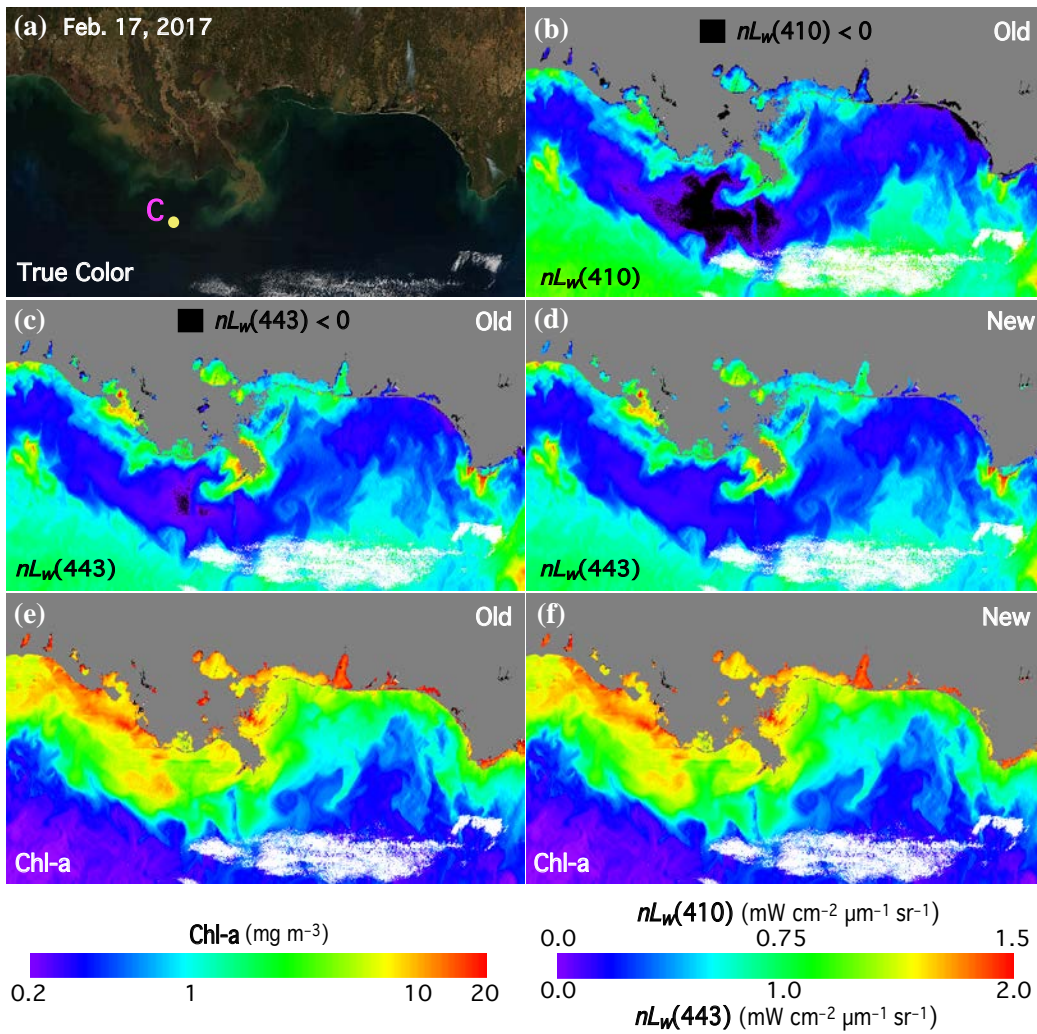 (a) Feb. 17, 2017
C
True Color
(b) nLw(410) < 0 Old
nLw(410)
(c) nLw(443) < 0 Old
nLw(443)
(d) New
nLw(443)
(e) Old
Chl-a
(f) New
Chl-a
Chl-a (mg m⁻³)
0.2 1 10 20
nLw(410) (mW cm⁻² μm⁻¹ sr⁻¹)
0.0 0.75 1.5
0.0 1.0 2.0
nLw(443) (mW cm⁻² μm⁻¹ sr⁻¹)